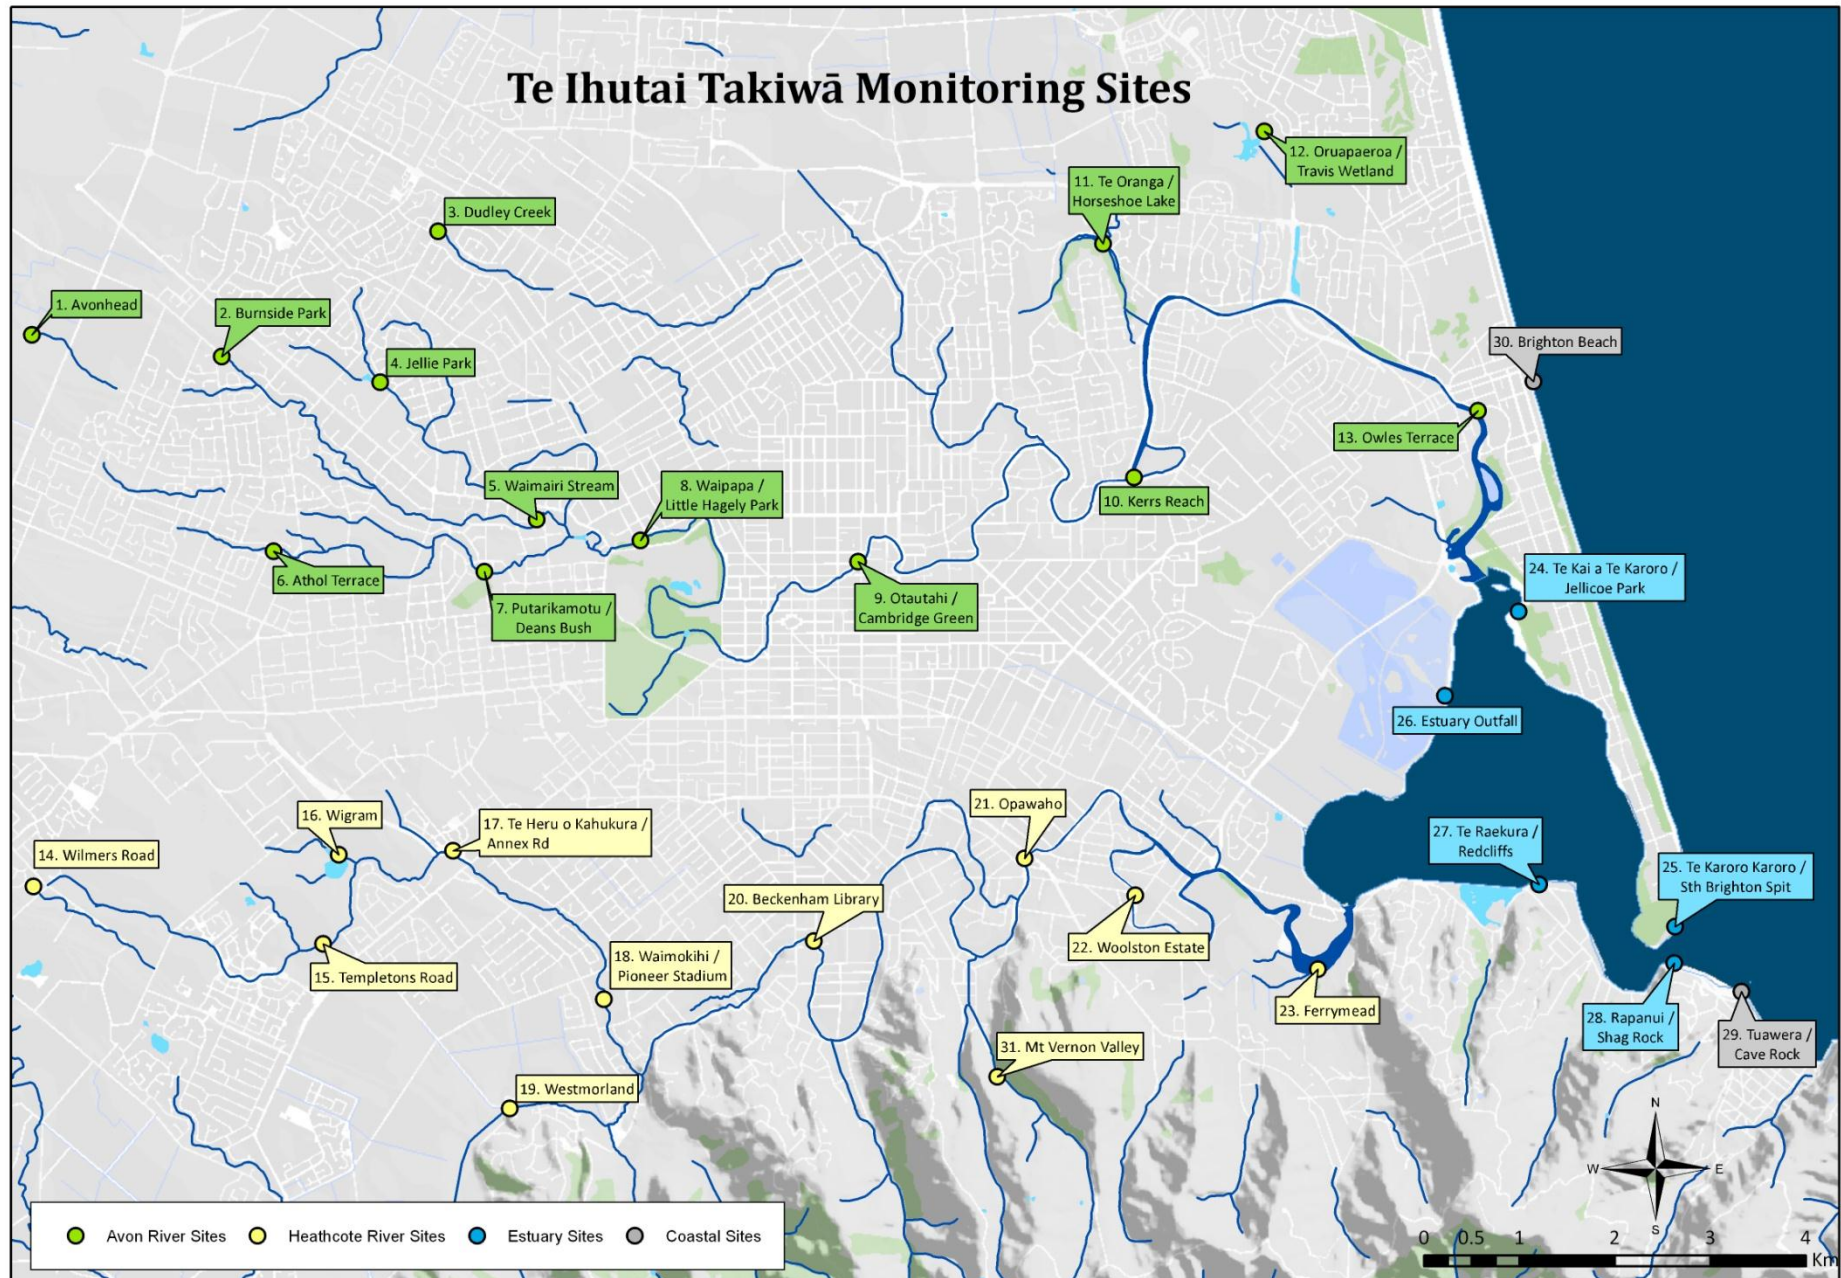 Te Ihutai Takiwā Monitoring Sites
12. Oruapaeroa /
Travis Wetland
11. Te Oranga /
Horseshoe Lake
3. Dudley Creek
1. Avonhead
2. Burnside Park
4. Jellie Park
30. Brighton Beach
13. Owles Terrace
5. Waimairi Stream
8. Waipapa /
Little Hagely Park
10. Kerrs Reach
6. Athol Terrace
7. Putarikamotu /
Deans Bush
9. Otautahi /
Cambridge Green
24. Te Kai a Te Karoro /
Jellicoe Park
26. Estuary Outfall
21. Opawaho
16. Wigram
17. Te Heru o Kahukura /
Annex Rd
14. Wilmers Road
27. Te Raekura /
Redcliffs
25. Te Karoro Karoro /
Sth Brighton Spit
20. Beckenham Library
22. Woolston Estate
18. Waimokihi /
Pioneer Stadium
15. Templetons Road
23. Ferrymead
28. Rapanui /
Shag Rock
29. Tuawera /
Cave Rock
31. Mt Vernon Valley
19. Westmorland
N
W
E
S
Avon River Sites
Heathcote River Sites
Estuary Sites
Coastal Sites
0 0.5 1 2 3 4
Km